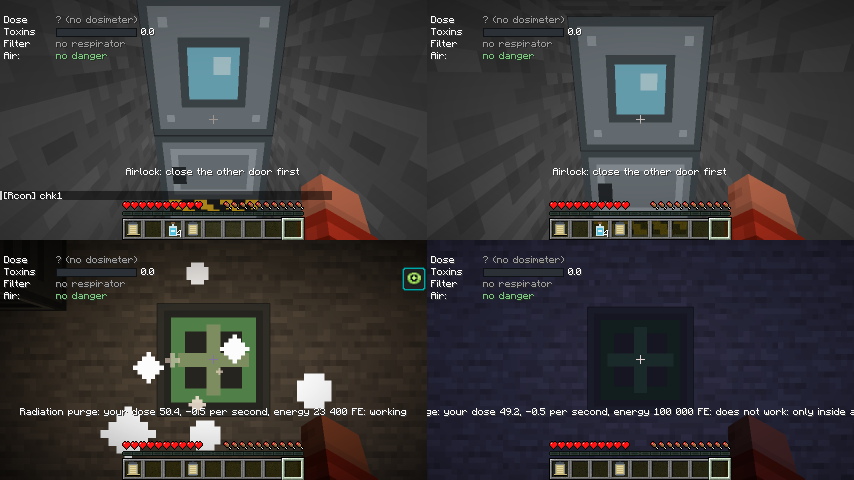 Dose ? (no dosimeter)
Toxins 0.0
Filter no respirator
Air: no danger
Airlock: close the other door first
[Rcon] chk1
4
Dose ? (no dosimeter)
Toxins 0.0
Filter no respirator
Air: no danger
Airlock: close the other door first
4
Dose ? (no dosimeter)
Toxins 0.0
Filter no respirator
Air: no danger
Radiation purge: your dose 50.4, -0.5 per second, energy 23 400 FE: working
Dose ? (no dosimeter)
Toxins 0.0
Filter no respirator
Air: no danger
ge: your dose 49.2, -0.5 per second, energy 100 000 FE: does not work: only inside a